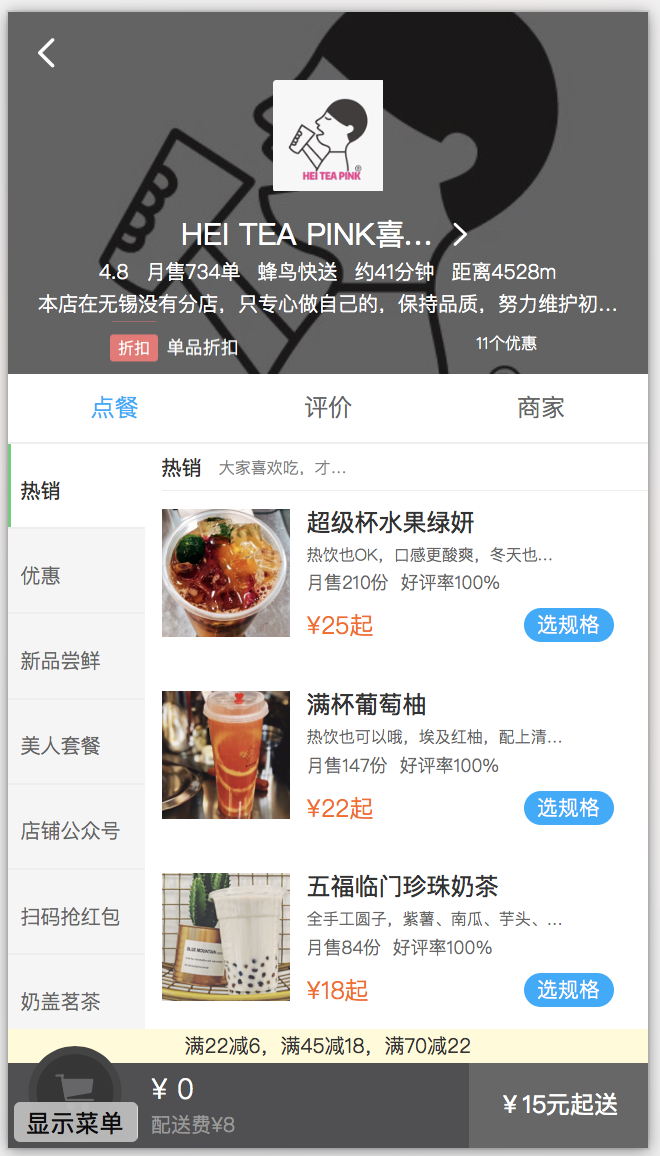 HEI TEA PINK
HEI TEA PINK喜...
4.8 月售734单 蜂鸟快送 约41分钟 距离4528m
本店在无锡没有分店，只专心做自己的，保持品质，努力维护初...
折扣 单品折扣 11个优惠
点餐 评价 商家
热销
优惠
新品尝鲜
美人套餐
店铺公众号
扫码抢红包
奶盖茗茶
热销 大家喜欢吃，才...
超级杯水果绿妍
热饮也OK，口感更酸爽，冬天也...
月售210份 好评率100%
¥25起 选规格
满杯葡萄柚
热饮也可以哦，埃及红柚，配上清...
月售147份 好评率100%
¥22起 选规格
BLUE MOUNTAIN
五福临门珍珠奶茶
全手工圆子，紫薯、南瓜、芋头、...
月售84份 好评率100%
¥18起 选规格
满22减6，满45减18，满70减22
¥ 0
配送费¥8
¥15元起送
显示菜单